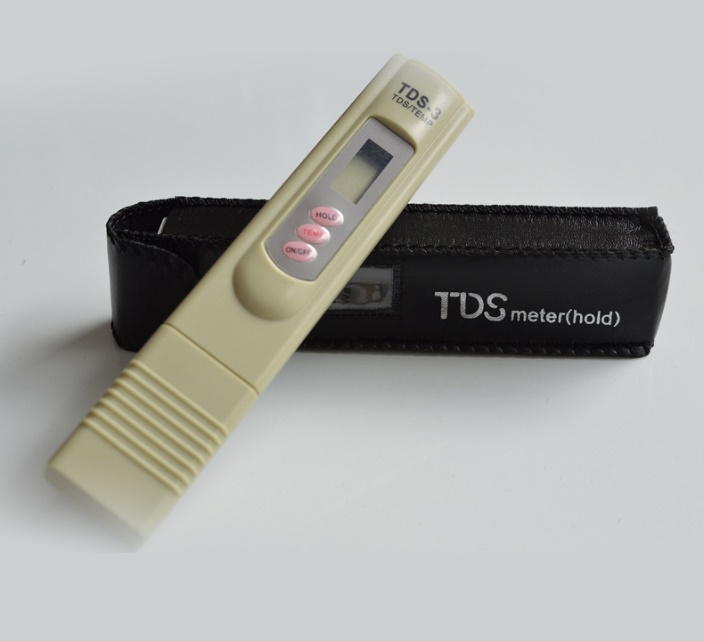 TDS-3
TDS/TEMP
HOLD
TEMP
ON/OFF
TDS meter(hold)